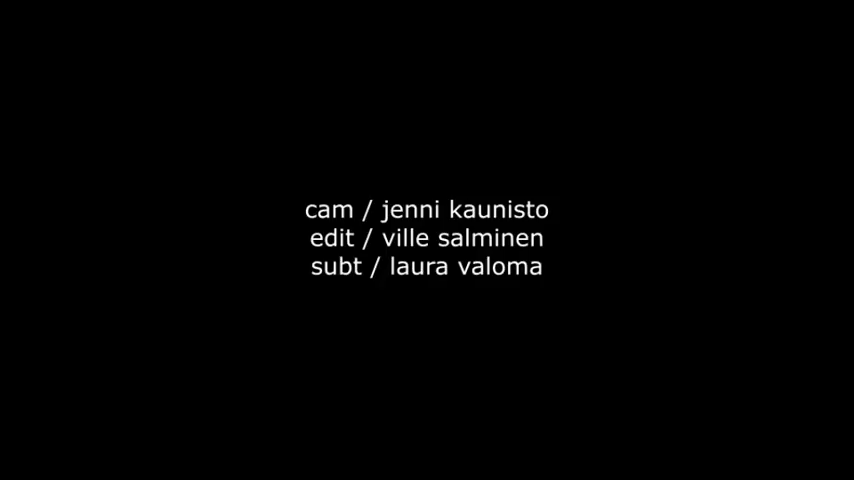 cam / jenni kaunisto
edit / ville salminen
subt / laura valoma